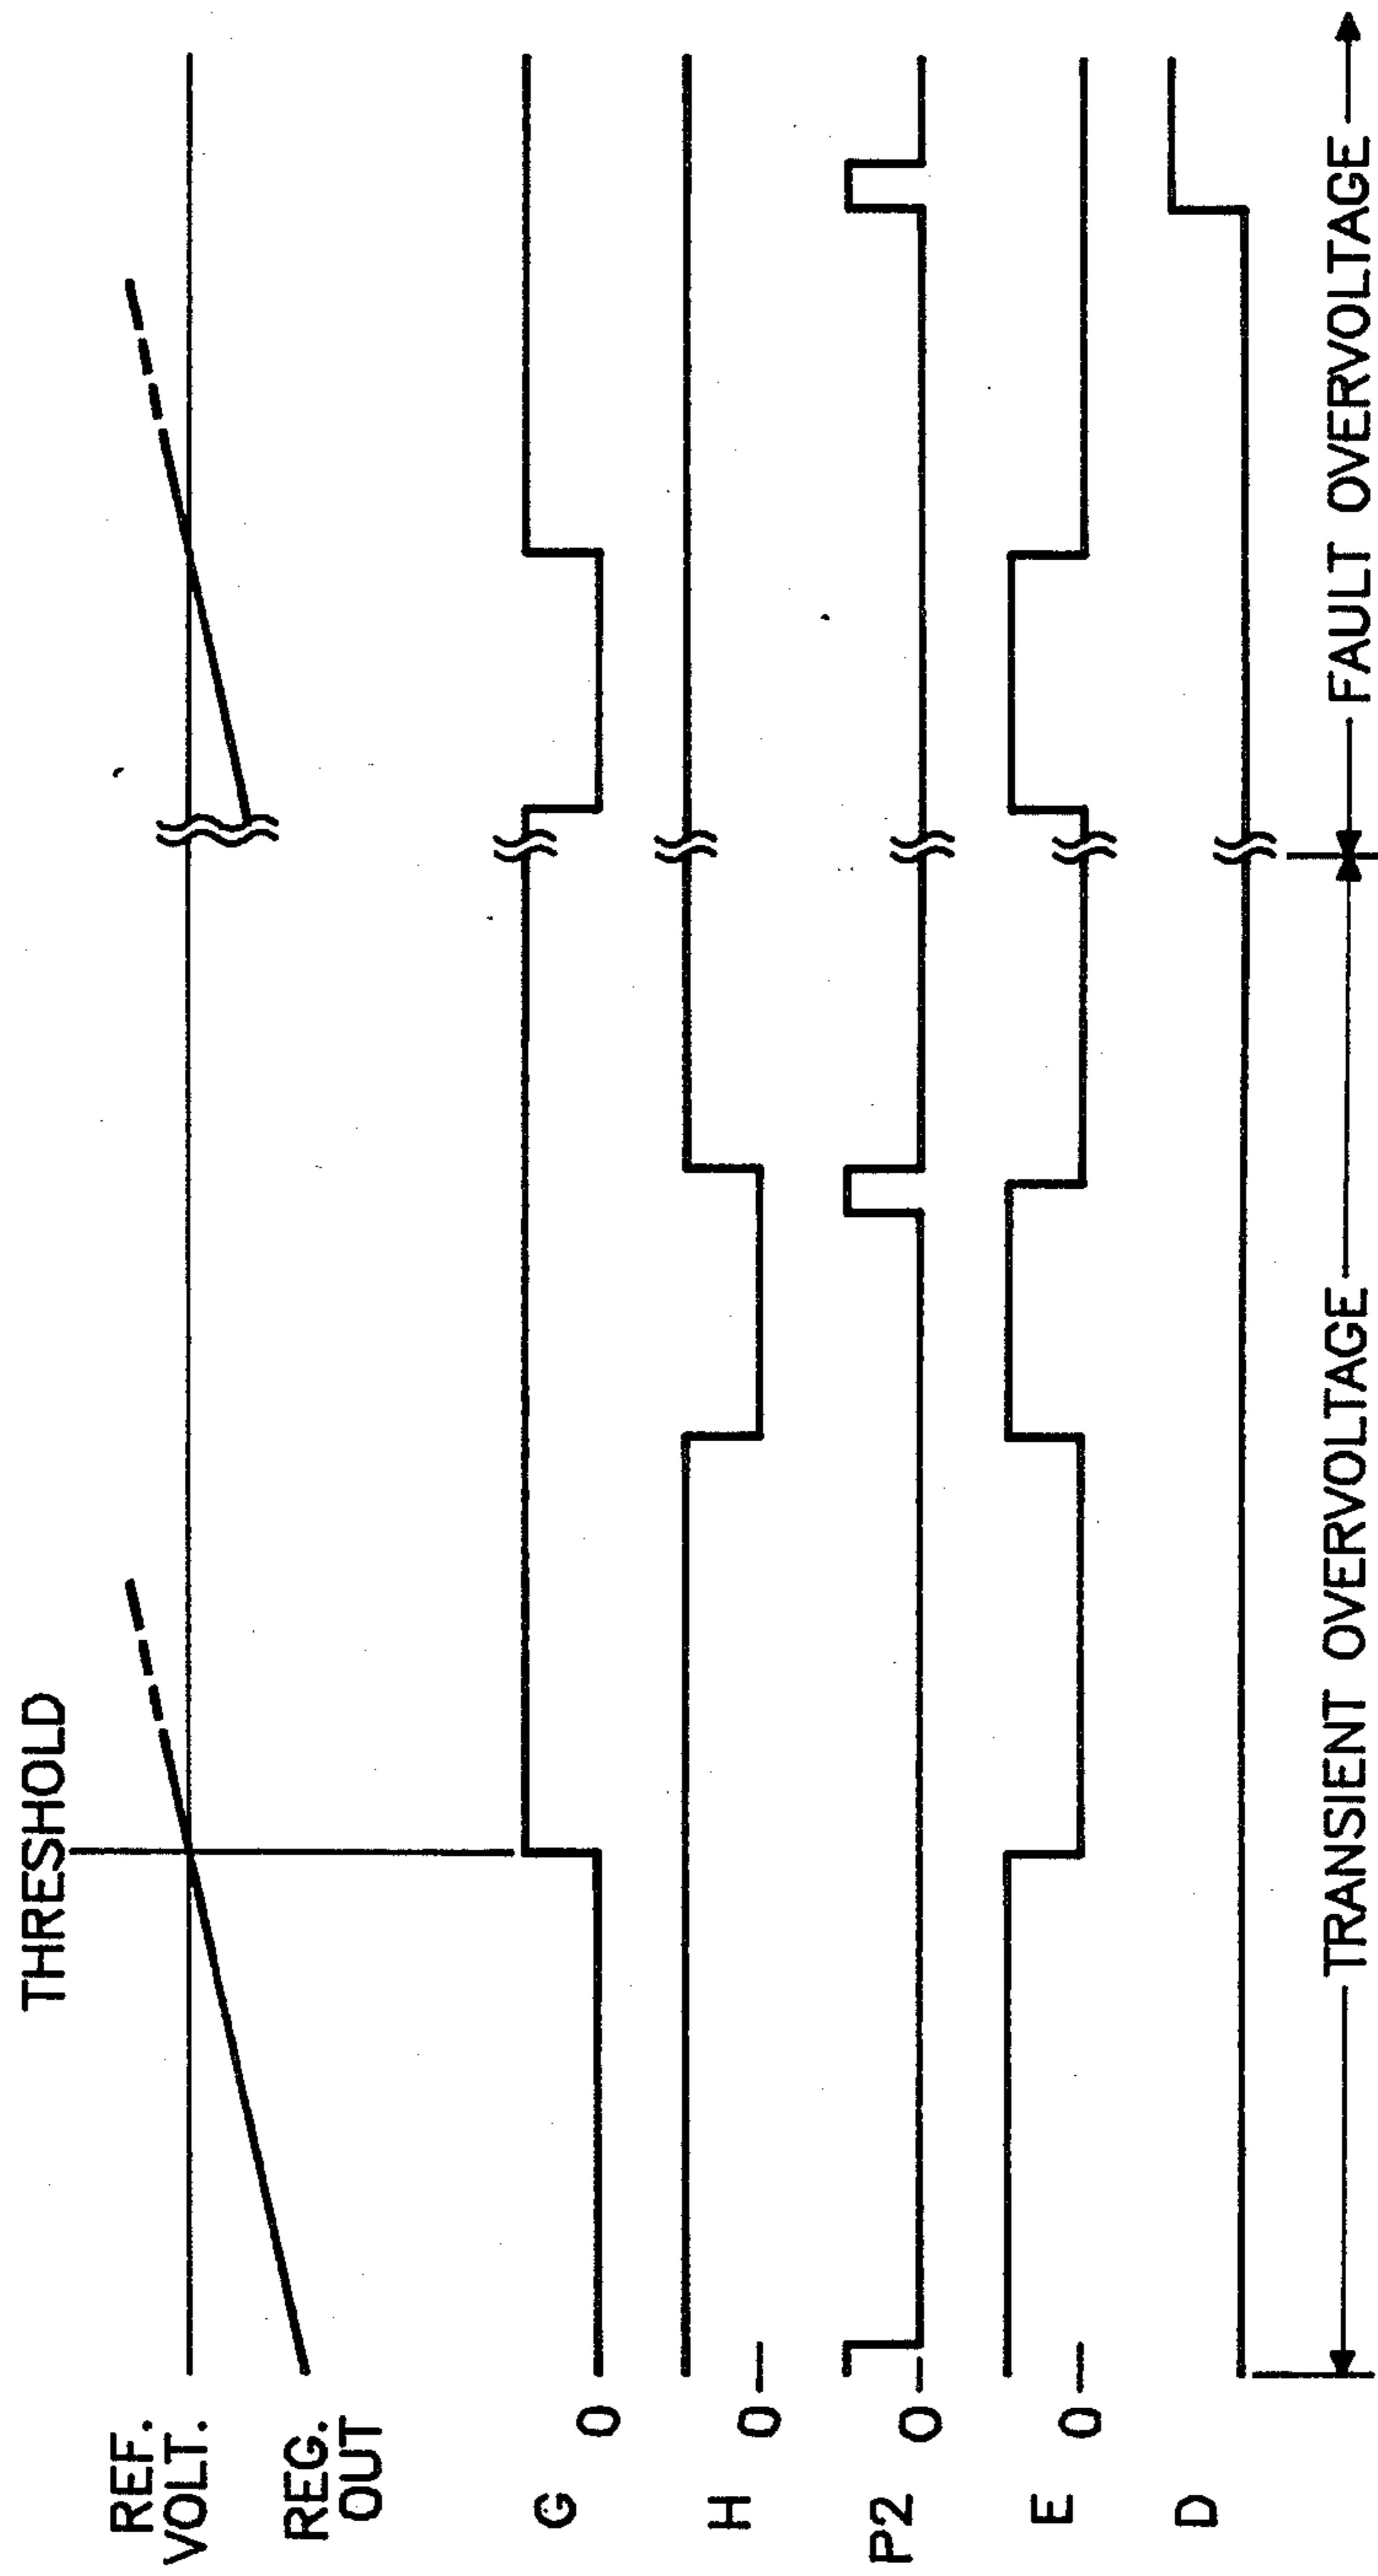 THRESHOLD
REF.
VOLT.
REG.
OUT
G
0
H
0
P2
0
E
0
D
TRANSIENT OVERVOLTAGE
FAULT OVERVOLTAGE